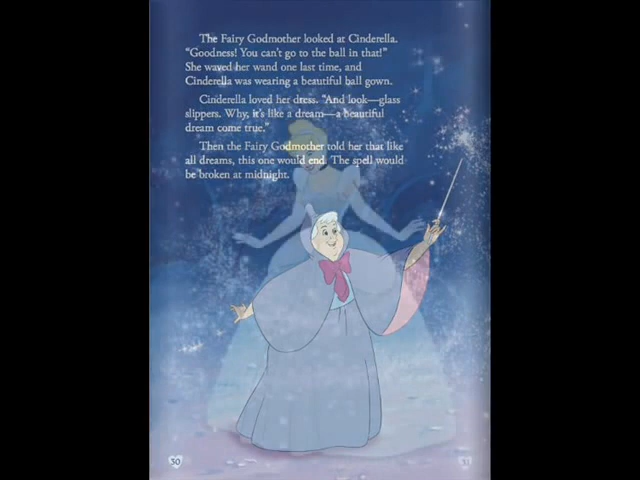 The Fairy Godmother looked at Cinderella.
“Goodness! You can’t go to the ball in that!”
She waved her wand one last time, and
Cinderella was wearing a beautiful ball gown.
Cinderella loved her dress. “And look—glass
slippers. Why, it’s like a dream—a beautiful
dream come true.”
Then the Fairy Godmother told her that like
all dreams, this one would end. The spell would
be broken at midnight.
30
31